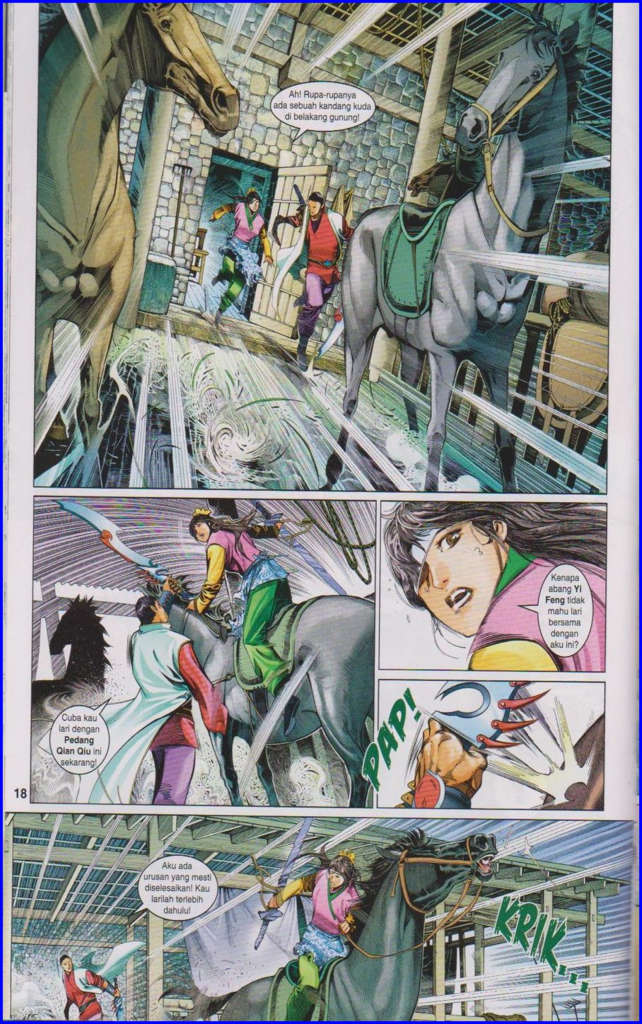 Ah! Rupa-rupanya
ada sebuah kandang kuda
di belakang gunung!
Cuba kau
lari dengan
Pedang
Qian Qiu ini
sekarang!
Kenapa
abang Yi
Feng tidak
mahu lari
bersama
dengan
aku ini?
PAP!
18
Aku ada
urusan yang mesti
diselesaikan! Kau
larilah terlebih
dahulu!
KRIK...